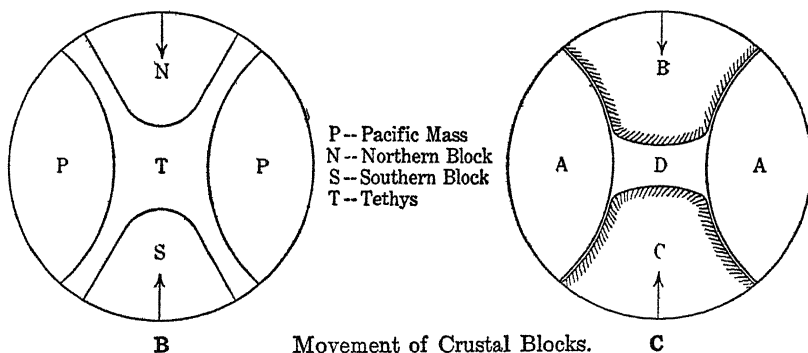 N
P T P
S
P -- Pacific Mass
N -- Northern Block
S -- Southern Block
T -- Tethys
B
A D A
C
B Movement of Crustal Blocks. C